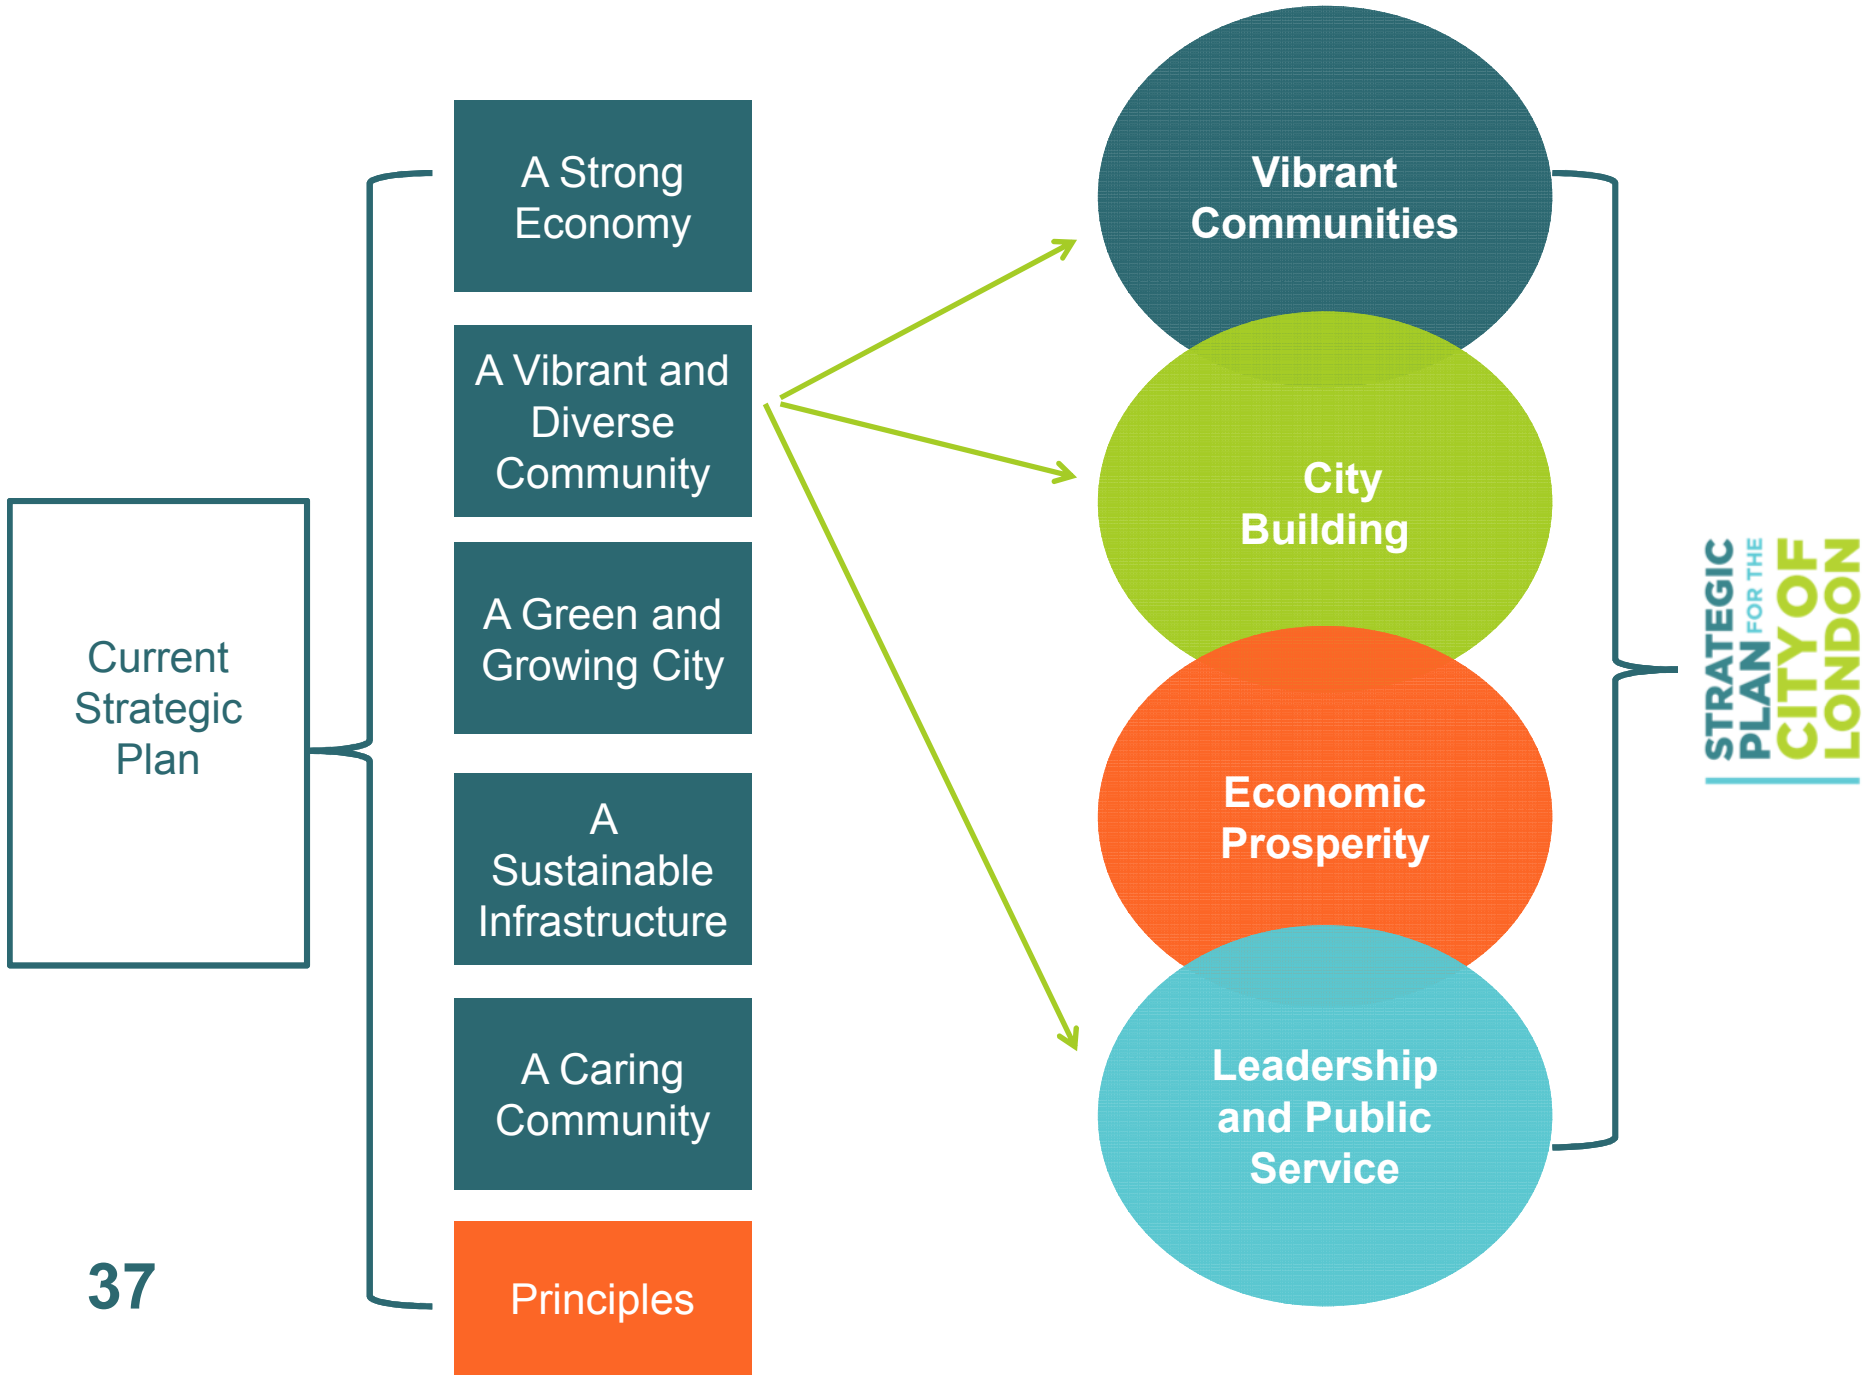 Current
Strategic
Plan
A Strong
Economy
A Vibrant and
Diverse
Community
A Green and
Growing City
A
Sustainable
Infrastructure
A Caring
Community
Principles
Vibrant
Communities
City
Building
Economic
Prosperity
Leadership
and Public
Service
STRATEGIC
PLAN FOR THE
CITY OF
LONDON
37